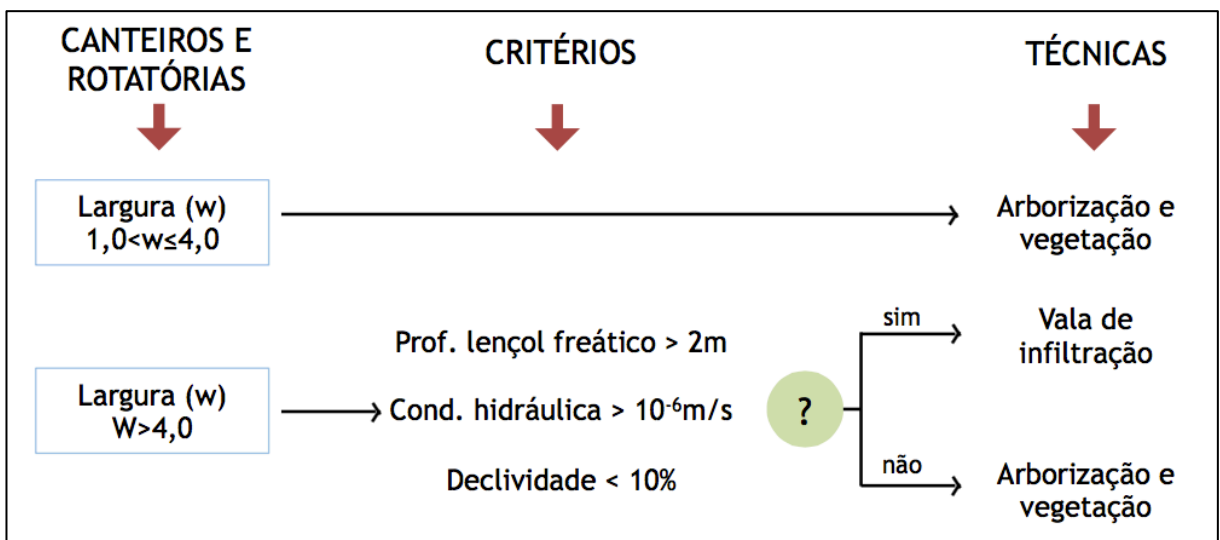 CANTEIROS E
ROTATÓRIAS
CRITÉRIOS
TÉCNICAS
Largura (w)
1,0<w≤4,0
Arborização e
vegetação
Largura (w)
W>4,0
Prof. lençol freático > 2m
Cond. hidráulica > 10⁻⁶m/s
Declividade < 10%
?
sim
Vala de
infiltração
não
Arborização e
vegetação